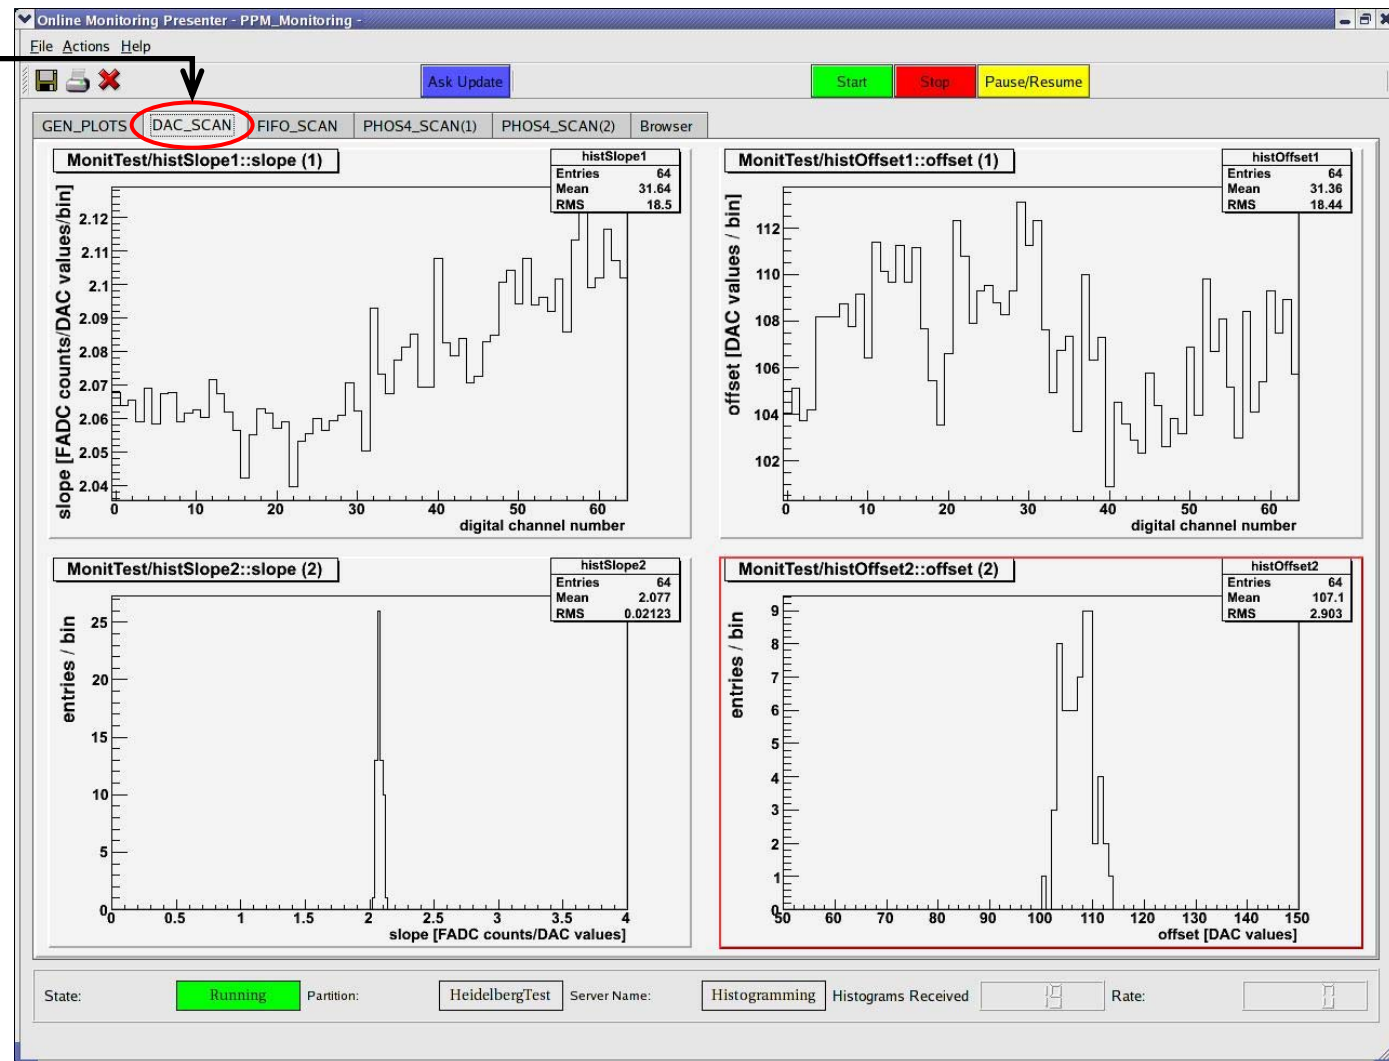 Online Monitoring Presenter - PPM_Monitoring -
File Actions Help
Ask Update Start Stop Pause/Resume
GEN_PLOTS DAC_SCAN FIFO_SCAN PHOS4_SCAN(1) PHOS4_SCAN(2) Browser
MonitTest/histSlope1::slope (1)
histSlope1
Entries 64
Mean 31.64
RMS 18.5
slope [FADC counts/DAC values/bin]
2.12
2.11
2.1
2.09
2.08
2.07
2.06
2.05
2.04
0 10 20 30 40 50 60
digital channel number
MonitTest/histOffset1::offset (1)
histOffset1
Entries 64
Mean 31.36
RMS 18.44
offset [DAC values / bin]
112
110
108
106
104
102
0 10 20 30 40 50 60
digital channel number
MonitTest/histSlope2::slope (2)
histSlope2
Entries 64
Mean 2.077
RMS 0.02123
entries / bin
25
20
15
10
5
0
0 0.5 1 1.5 2 2.5 3 3.5 4
slope [FADC counts/DAC values]
MonitTest/histOffset2::offset (2)
histOffset2
Entries 64
Mean 107.1
RMS 2.903
entries / bin
9
8
7
6
5
4
3
2
1
0
50 60 70 80 90 100 110 120 130 140 150
offset [DAC values]
State: Running Partition: HeidelbergTest Server Name: Histogramming Histograms Received 19 Rate: 0